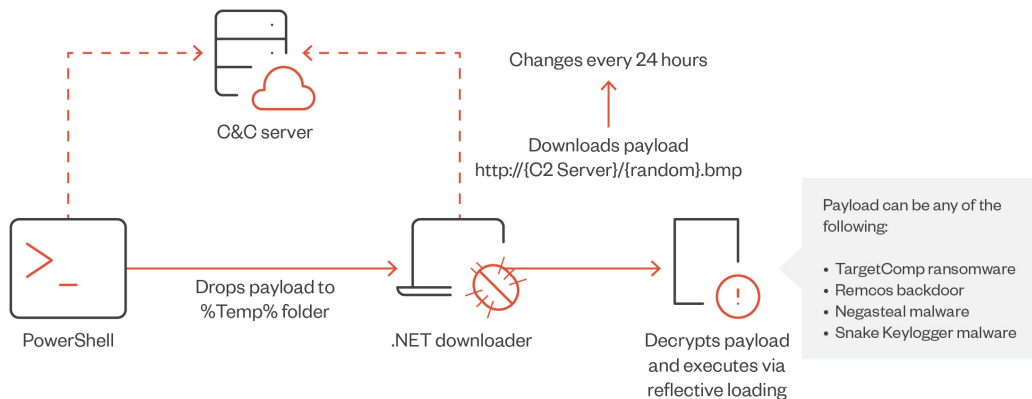 Changes every 24 hours
C&C server
Downloads payload
http://{C2 Server}/{random}.bmp
Payload can be any of the
following:
• TargetComp ransomware
• Remcos backdoor
• Negasteal malware
• Snake Keylogger malware
>_
Drops payload to
%Temp% folder
!
PowerShell
.NET downloader
Decrypts payload
and executes via
reflective loading